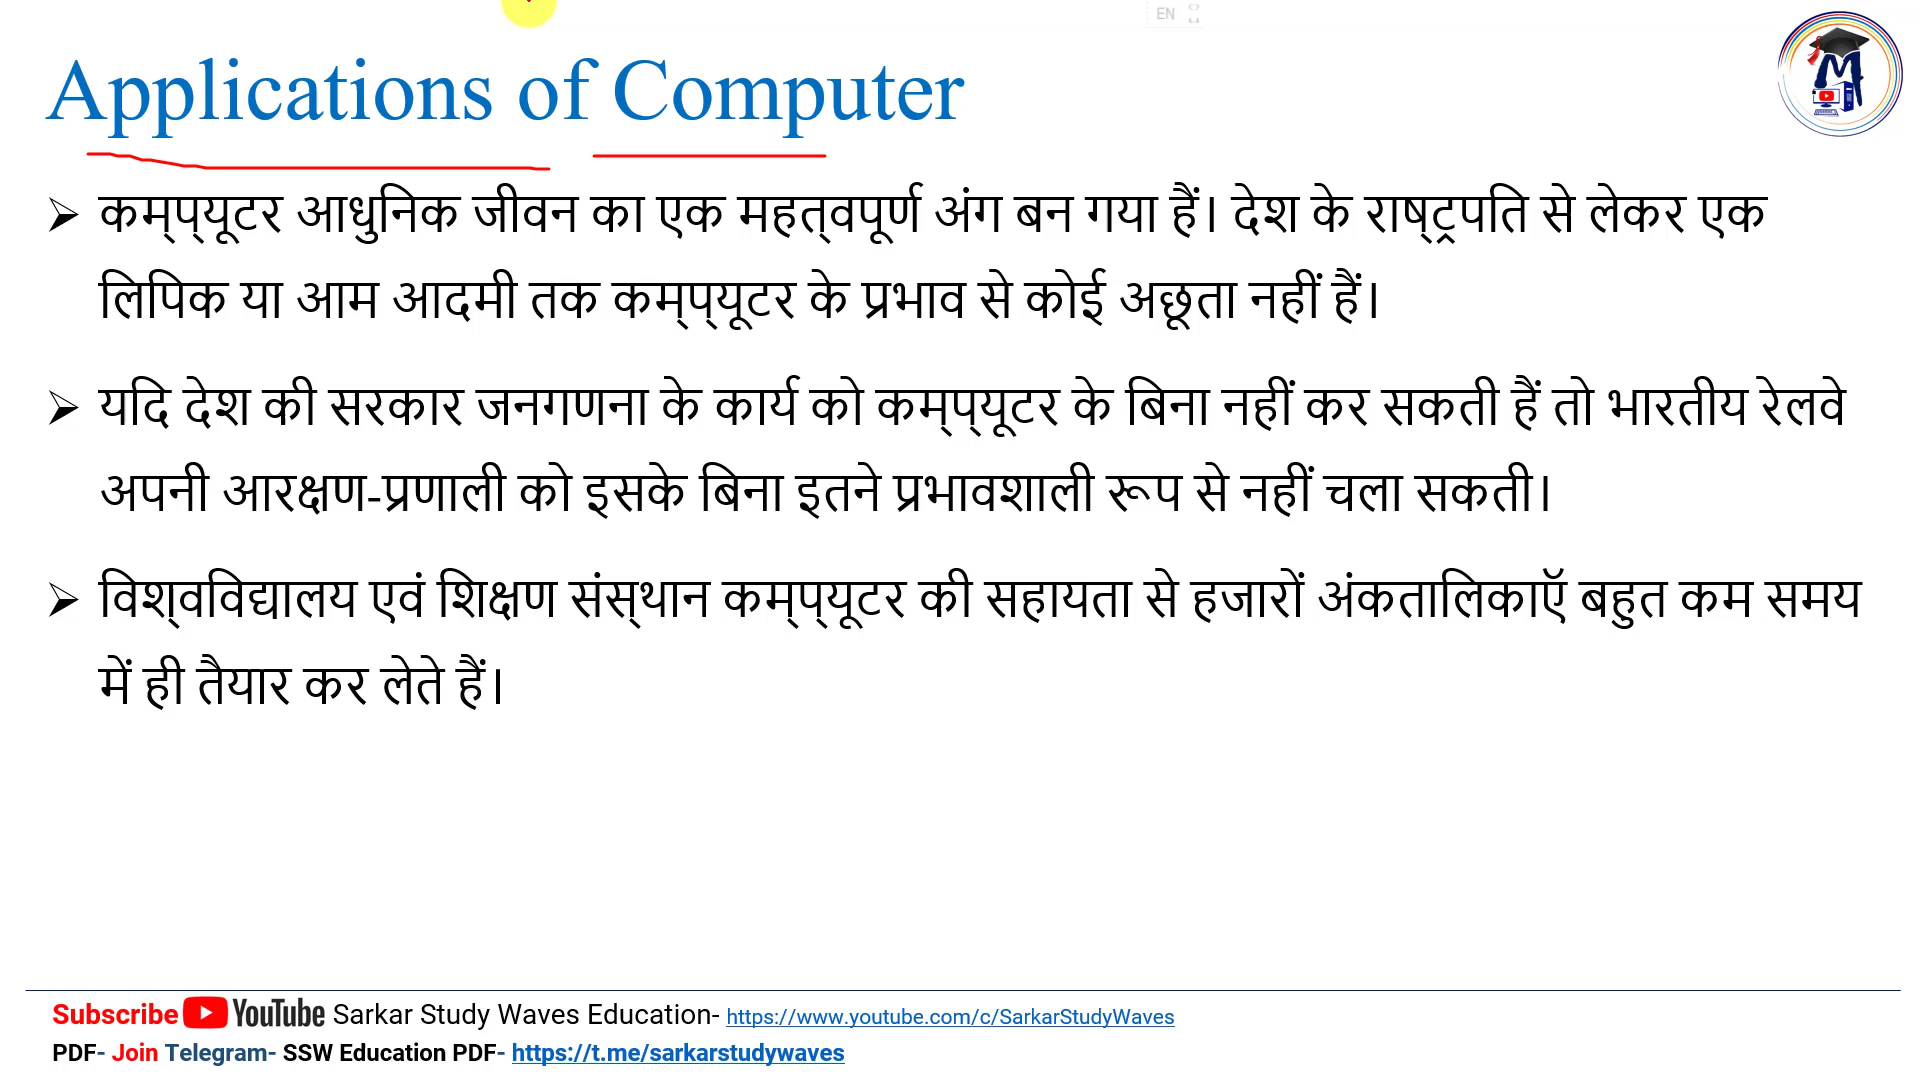 EN
Applications of Computer
➢ कम्प्यूटर आधुनिक जीवन का एक महत्वपूर्ण अंग बन गया हैं। देश के राष्ट्रपति से लेकर एक
लिपिक या आम आदमी तक कम्प्यूटर के प्रभाव से कोई अछूता नहीं हैं।
➢ यदि देश की सरकार जनगणना के कार्य को कम्प्यूटर के बिना नहीं कर सकती हैं तो भारतीय रेलवे
अपनी आरक्षण-प्रणाली को इसके बिना इतने प्रभावशाली रूप से नहीं चला सकती।
➢ विश्वविद्यालय एवं शिक्षण संस्थान कम्प्यूटर की सहायता से हजारों अंकतालिकाऍ बहुत कम समय
में ही तैयार कर लेते हैं।
Subscribe YouTube Sarkar Study Waves Education- https://www.youtube.com/c/SarkarStudyWaves
PDF- Join Telegram- SSW Education PDF- https://t.me/sarkarstudywaves